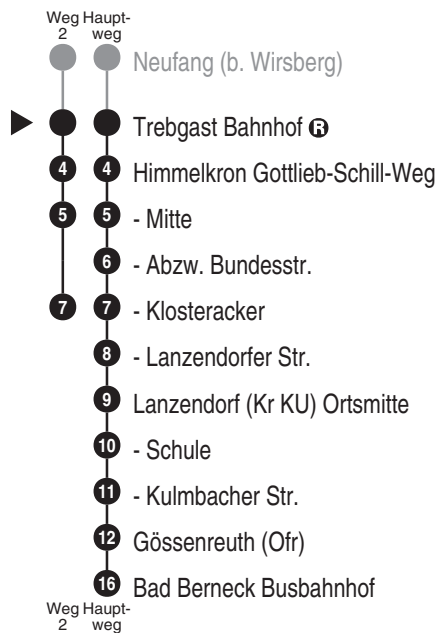 Weg Haupt-
2 weg
Neufang (b. Wirsberg)
Trebgast Bahnhof R
4 4 Himmelkron Gottlieb-Schill-Weg
5 5 - Mitte
6 - Abzw. Bundesstr.
7 7 - Klosteracker
8 - Lanzendorfer Str.
9 Lanzendorf (Kr KU) Ortsmitte
10 - Schule
11 - Kulmbacher Str.
12 Gössenreuth (Ofr)
16 Bad Berneck Busbahnhof
Weg Haupt-
2 weg